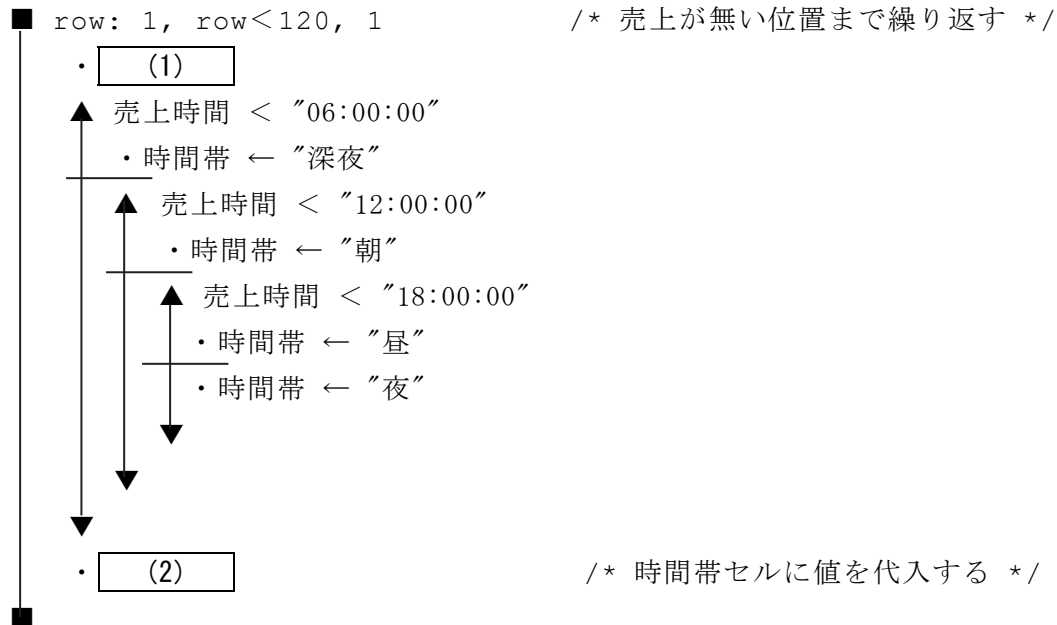 ■ row: 1, row<120, 1 /* 売上が無い位置まで繰り返す */
・ (1)
▲ 売上時間 < "06:00:00"
・時間帯 ← "深夜"
▲ 売上時間 < "12:00:00"
・時間帯 ← "朝"
▲ 売上時間 < "18:00:00"
・時間帯 ← "昼"
・時間帯 ← "夜"
・ (2) /* 時間帯セルに値を代入する */